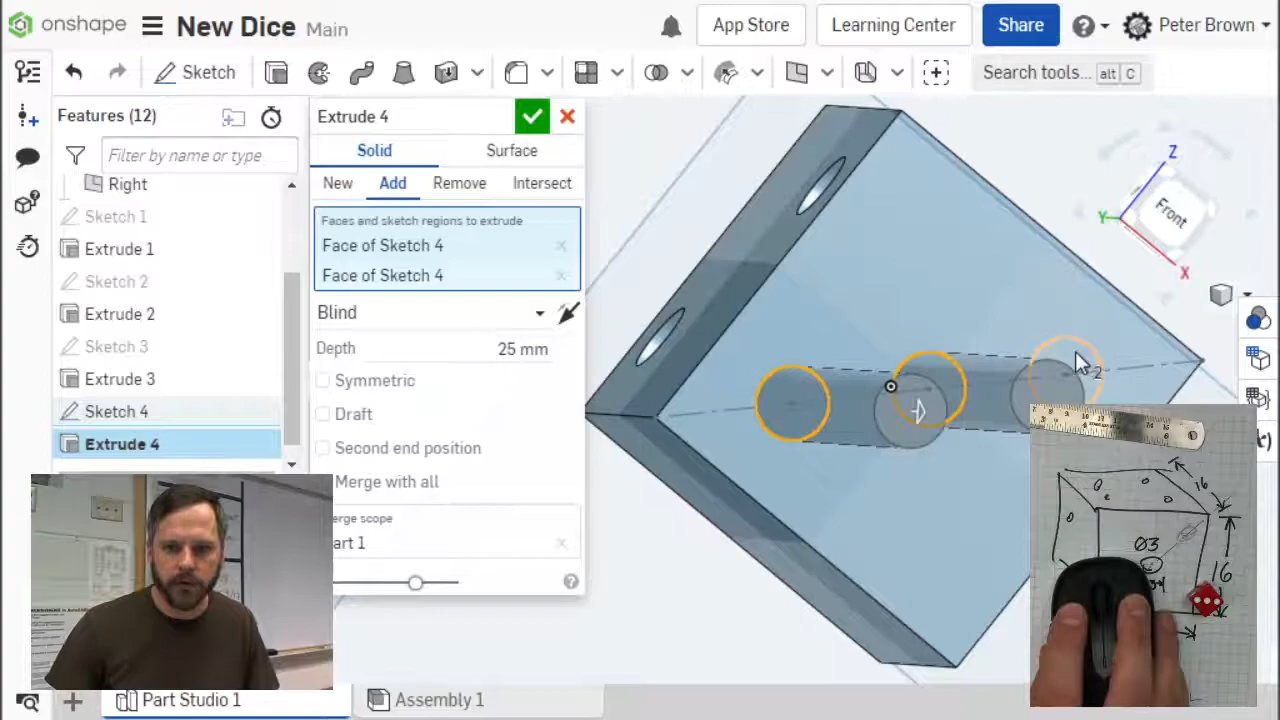 onshape New Dice Main App Store Learning Center Share Peter Brown
Sketch Search tools... alt C
Features (12)
Filter by name or type
Right
Sketch 1
Extrude 1
Sketch 2
Extrude 2
Sketch 3
Extrude 3
Sketch 4
Extrude 4
Extrude 4
Solid Surface
New Add Remove Intersect
Faces and sketch regions to extrude
Face of Sketch 4
Face of Sketch 4
Blind
Depth 25 mm
Symmetric
Draft
Second end position
Merge with all
erge scope
art 1
Z
Front
Y
X
2
16
Ø3
16
Part Studio 1 Assembly 1